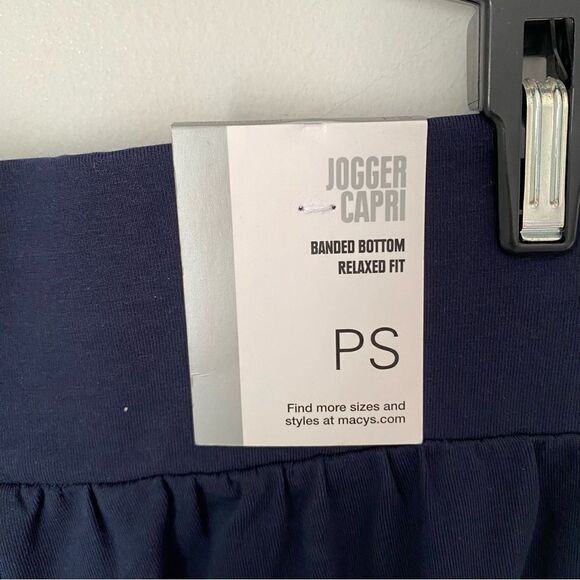 JOGGER
CAPRI
BANDED BOTTOM
RELAXED FIT
PS
Find more sizes and
styles at macys.com